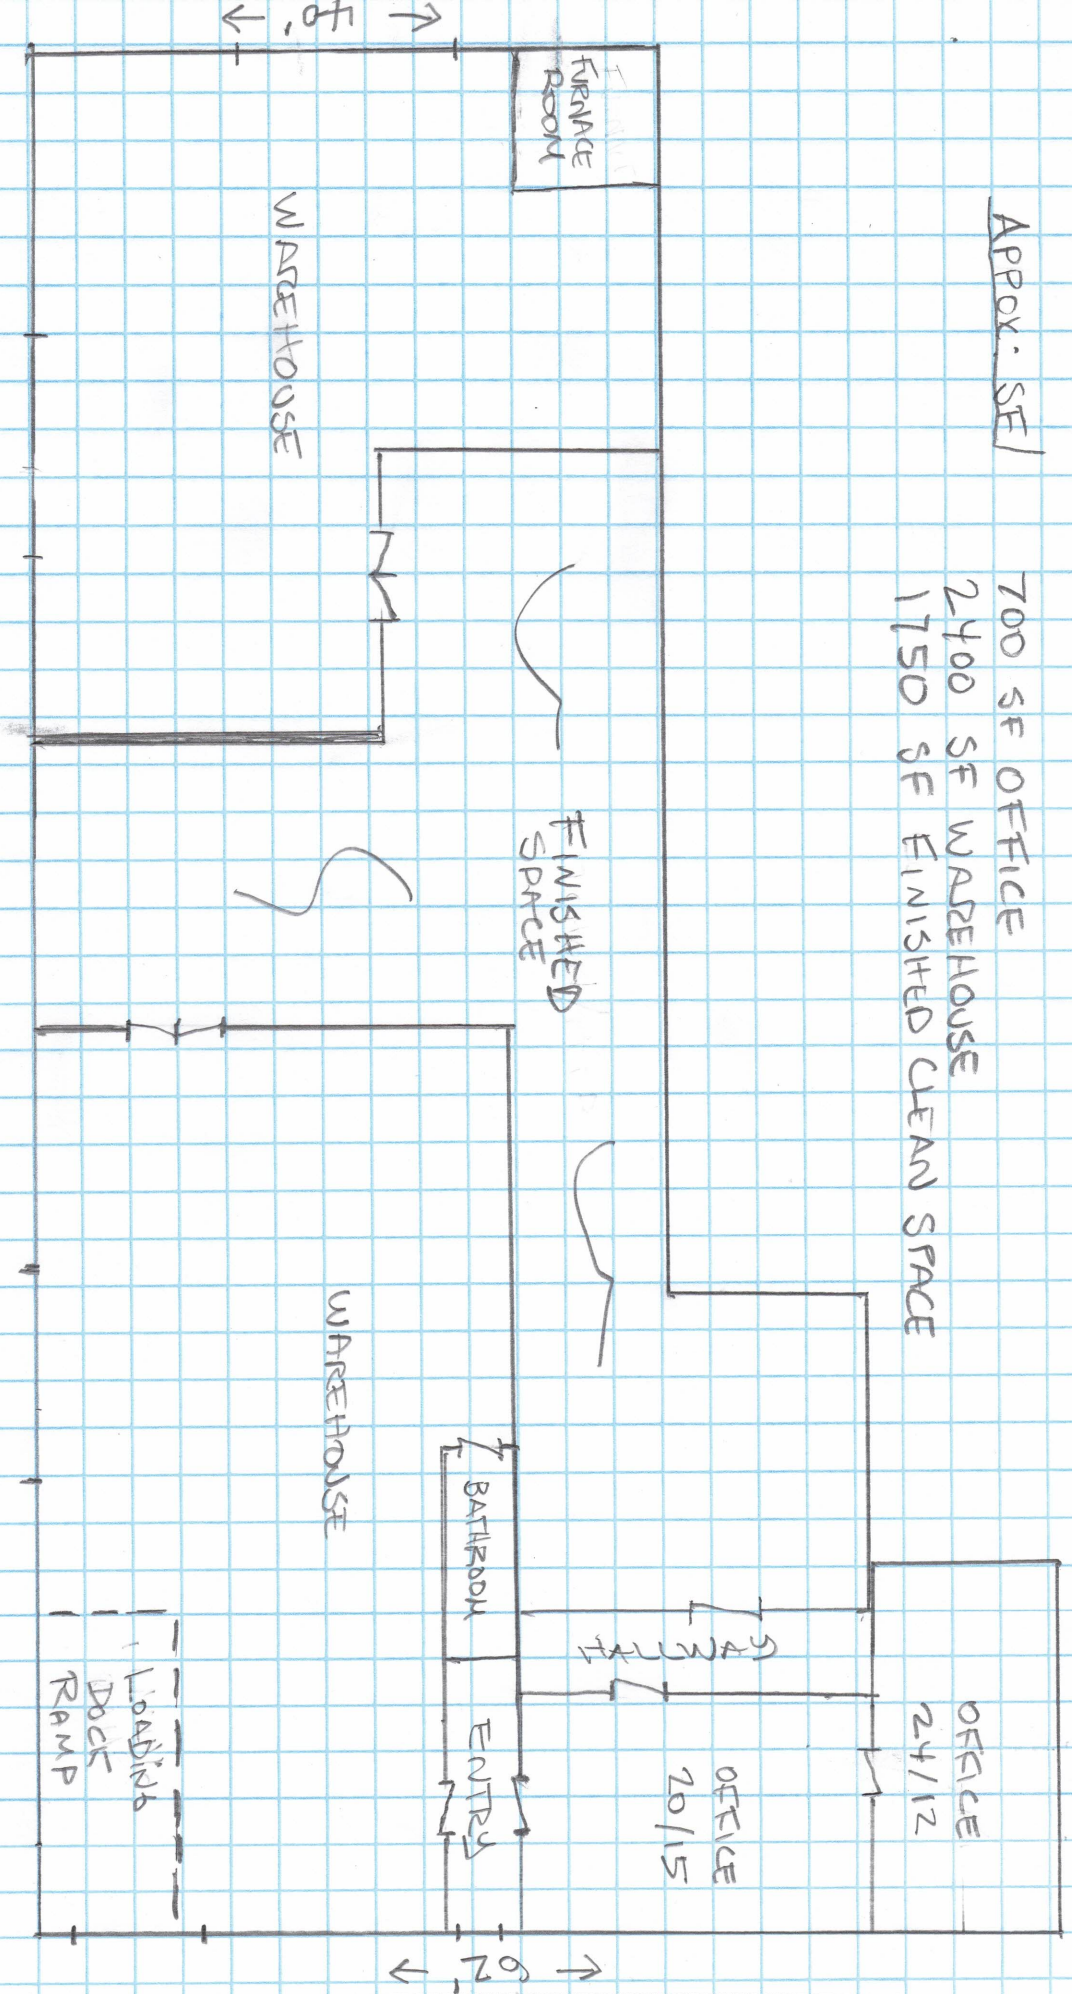 APPOX. SF
700 SF OFFICE
2400 SF WAREHOUSE
1750 SF FINISHED CLEAN SPACE
OFFICE
24/12
FURNACE
ROOM
FINISHED
SPACE
HALLWAY
OFFICE
20/15
40'
62'
BATHROOM
ENTRY
WAREHOUSE
WAREHOUSE
LOADING
DOCK
RAMP